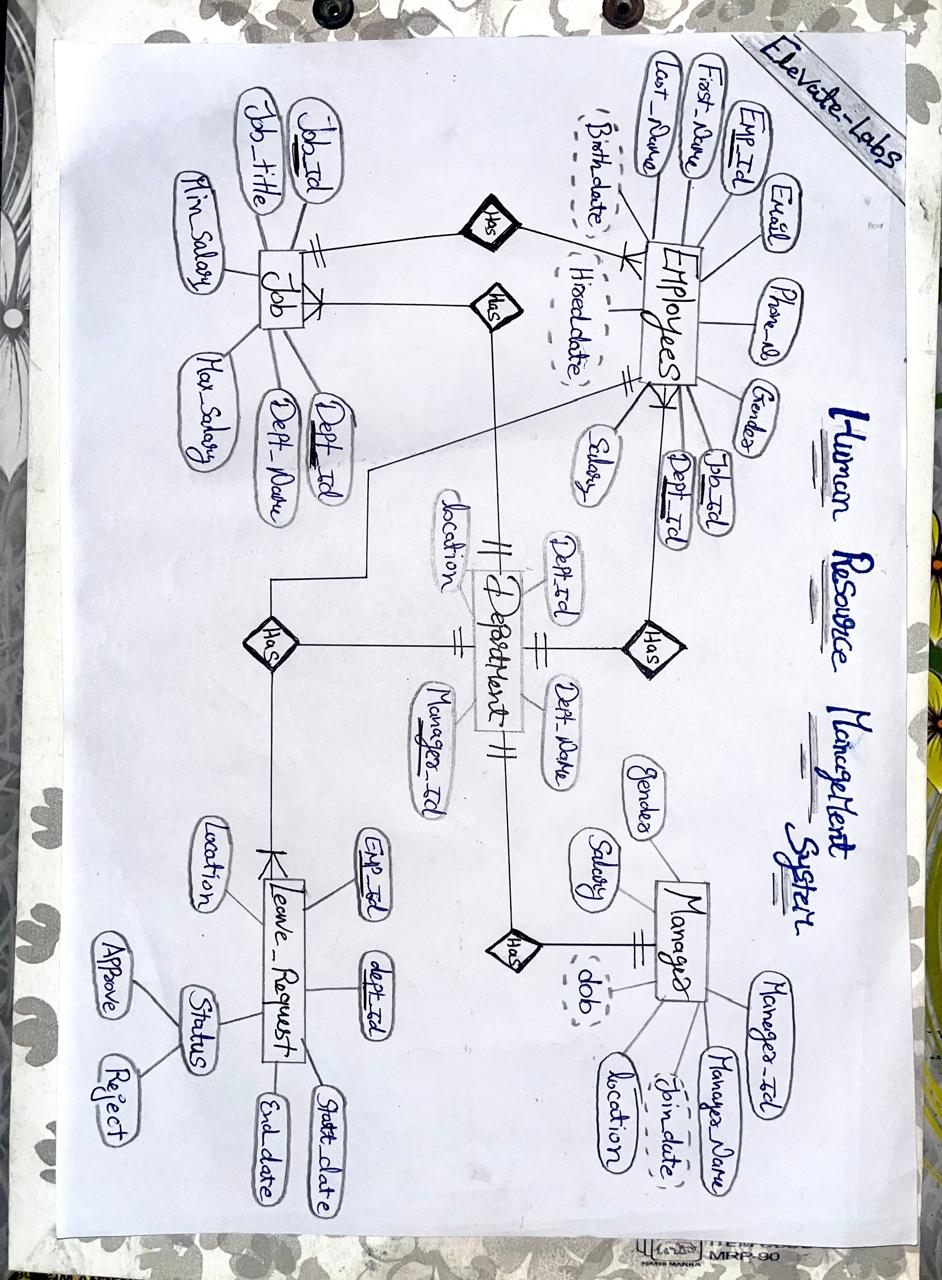 Elevate-Labs
Human Resource Management System
Email
Phone_No
Gender
Emp_Id
First_Name
Last_Name
Birth_date
Employees
Hired_date
Job_Id
Dept_Id
Salary
Has
Has
Job_Id
Job_title
Min_Salary
Job
Max_Salary
Dept_Name
Dept_Id
Has
Dept_Id
Dept_Name
Department
location
Manager_Id
Has
gender
Salary
Manager
Manager_Id
Manager_Name
Join_date
location
dob
Has
Emp_Id
dept_id
Start_date
End_date
Leave_Request
Location
Status
Approve
Reject
MRP-90